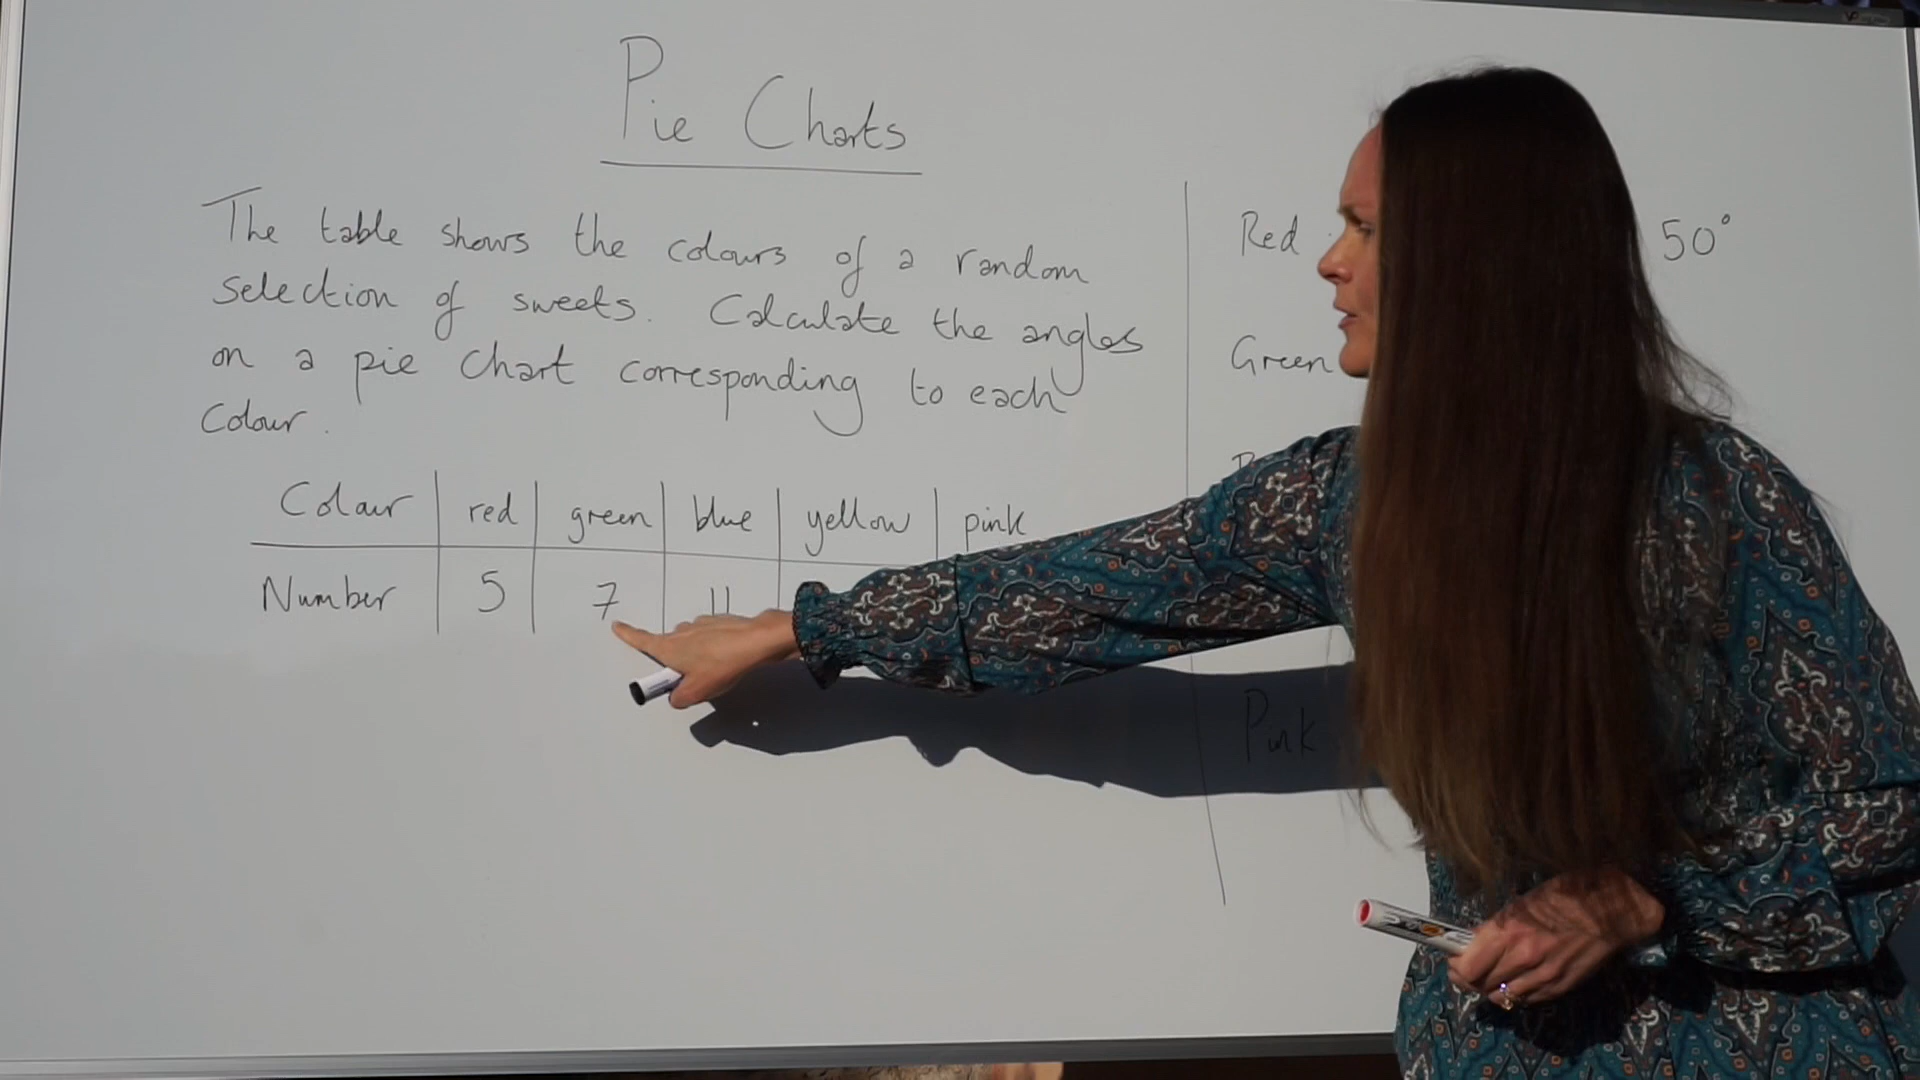 Pie Charts
The table shows the colours of a random
selection of sweets. Calculate the angles
on a pie chart corresponding to each
Colour.
Colour red green blue yellow pink
Number 5 7 11
Red 50°
Green
Pink